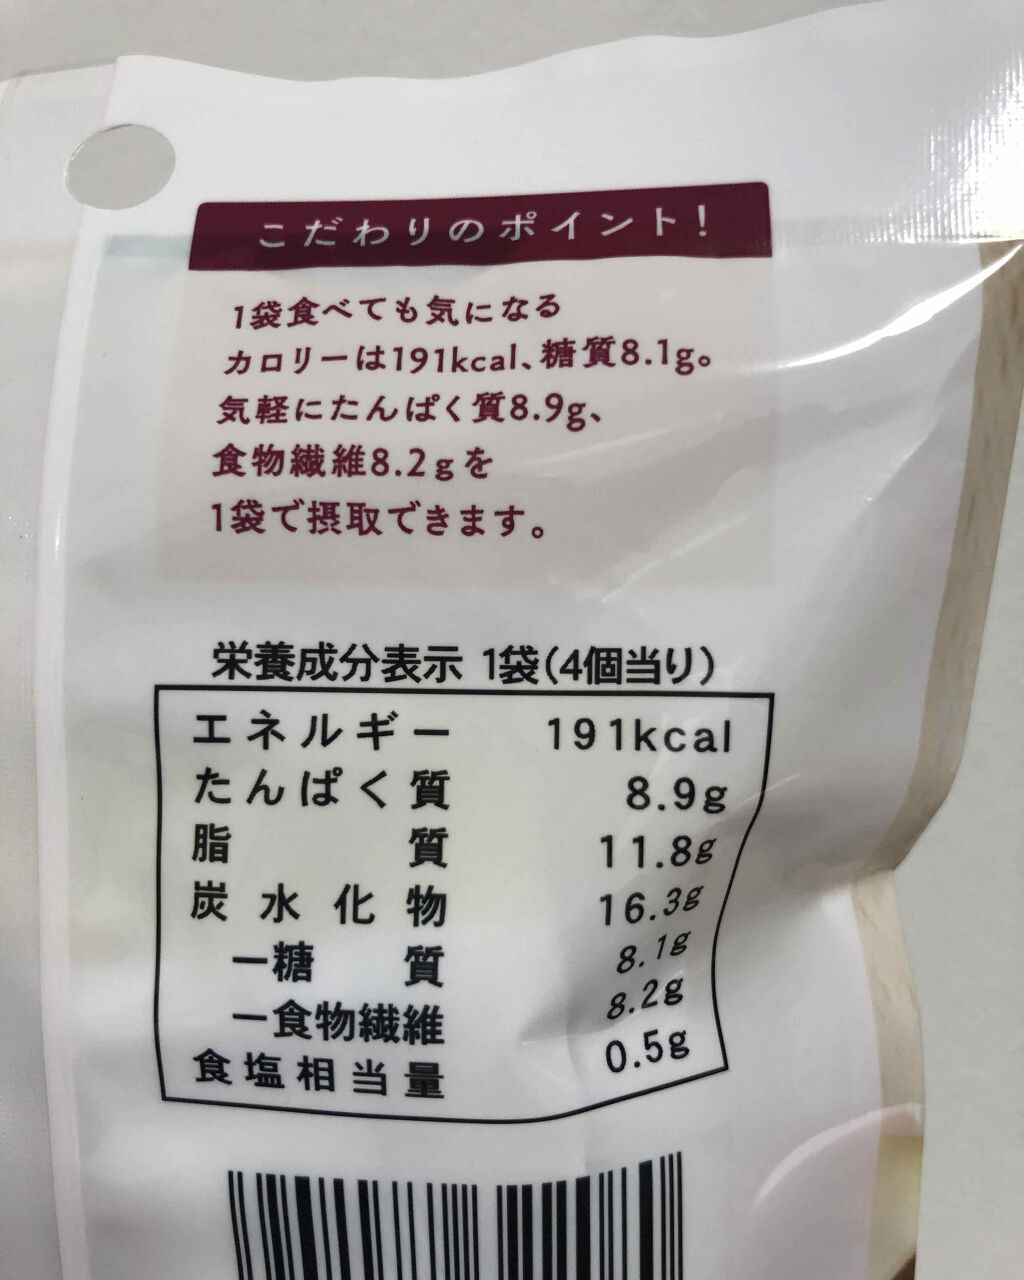 こだわりのポイント!
1袋食べても気になる
カロリーは191kcal、糖質8.1g。
気軽にたんぱく質8.9g、
食物繊維8.2gを
1袋で摂取できます。
栄養成分表示 1袋(4個当り)
エネルギー 191kcal
たんぱく質 8.9g
脂質 11.8g
炭水化物 16.3g
ー糖質 8.1g
ー食物繊維 8.2g
食塩相当量 0.5g